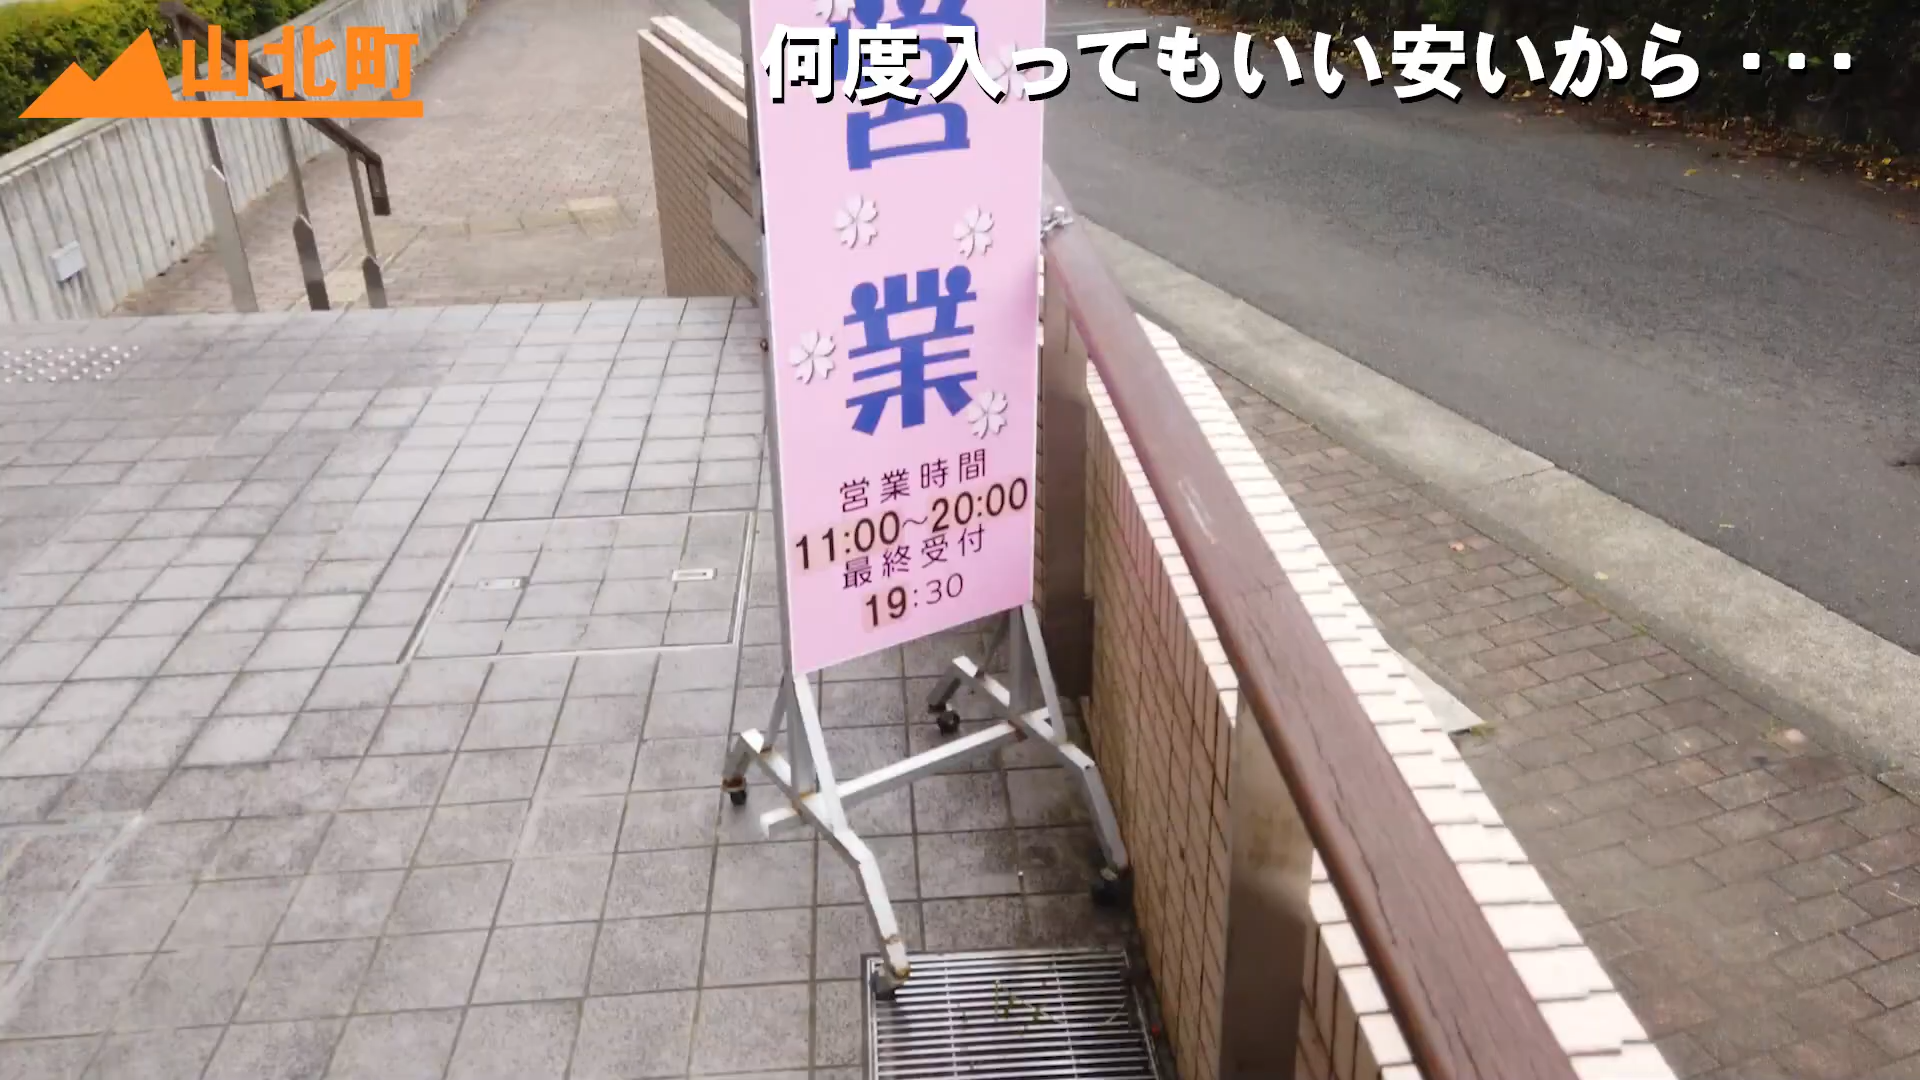 山北町
何度入ってもいい安いから・・・
営
業
営業時間
11:00～20:00
最終受付
19:30